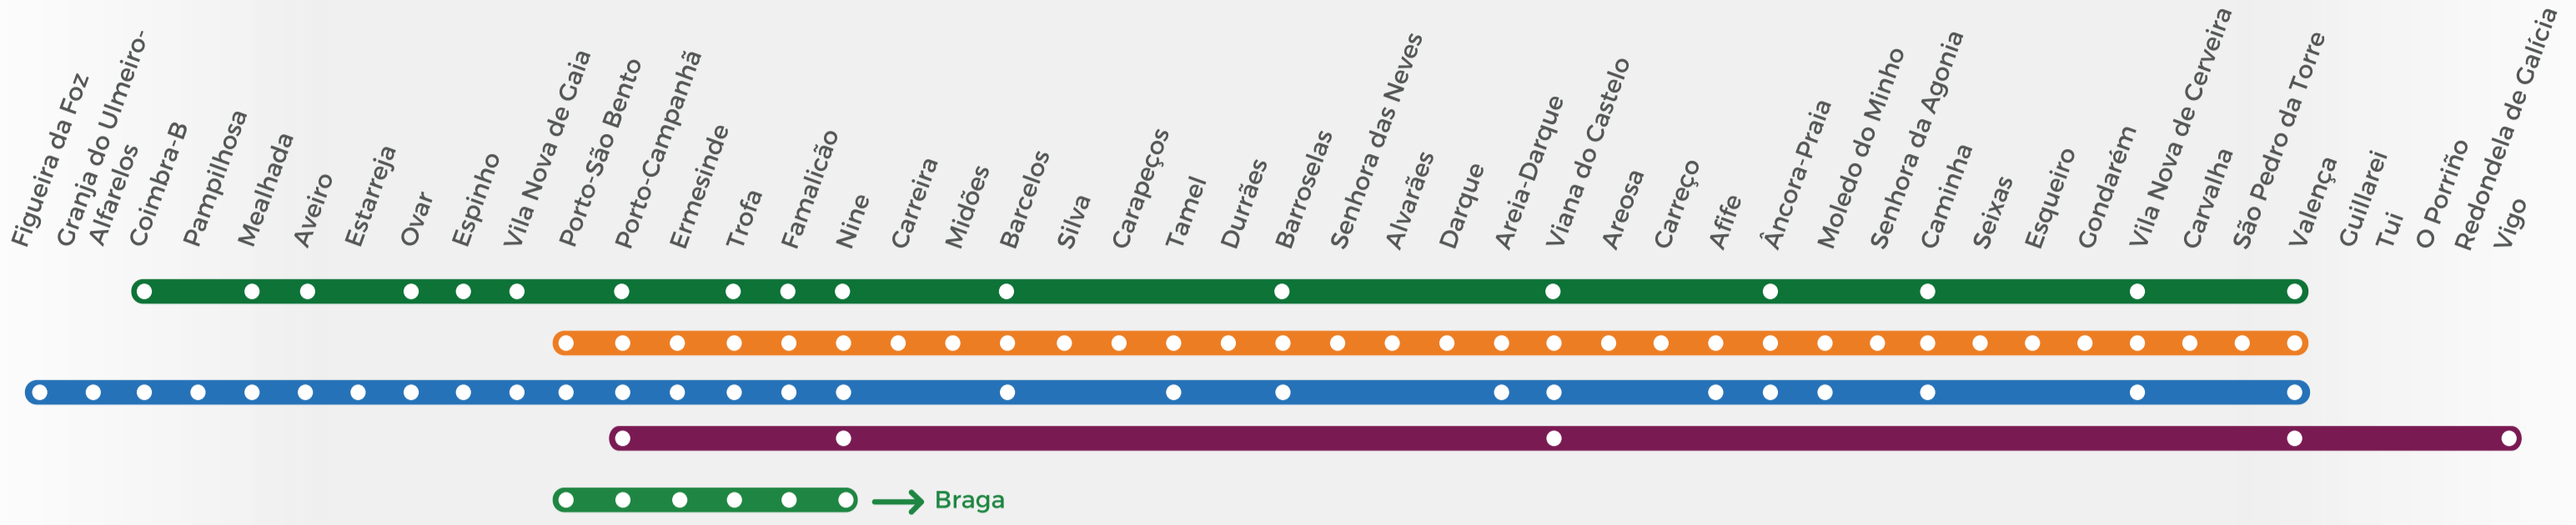 Figueira da Foz
Granja do Ulmeiro-
Alfarelos
Coimbra-B
Pampilhosa
Mealhada
Aveiro
Estarreja
Ovar
Espinho
Vila Nova de Gaia
Porto-São Bento
Porto-Campanhã
Ermesinde
Trofa
Famalicão
Nine
Carreira
Midões
Barcelos
Silva
Carapeços
Tamel
Durrães
Barroselas
Senhora das Neves
Alvarães
Darque
Areia-Darque
Viana do Castelo
Areosa
Carreço
Afife
Âncora-Praia
Moledo do Minho
Senhora da Agonia
Caminha
Seixas
Esqueiro
Gondarém
Vila Nova de Cerveira
Carvalha
São Pedro da Torre
Valença
Guillarei
Tui
O Porriño
Redondela de Galícia
Vigo
Braga